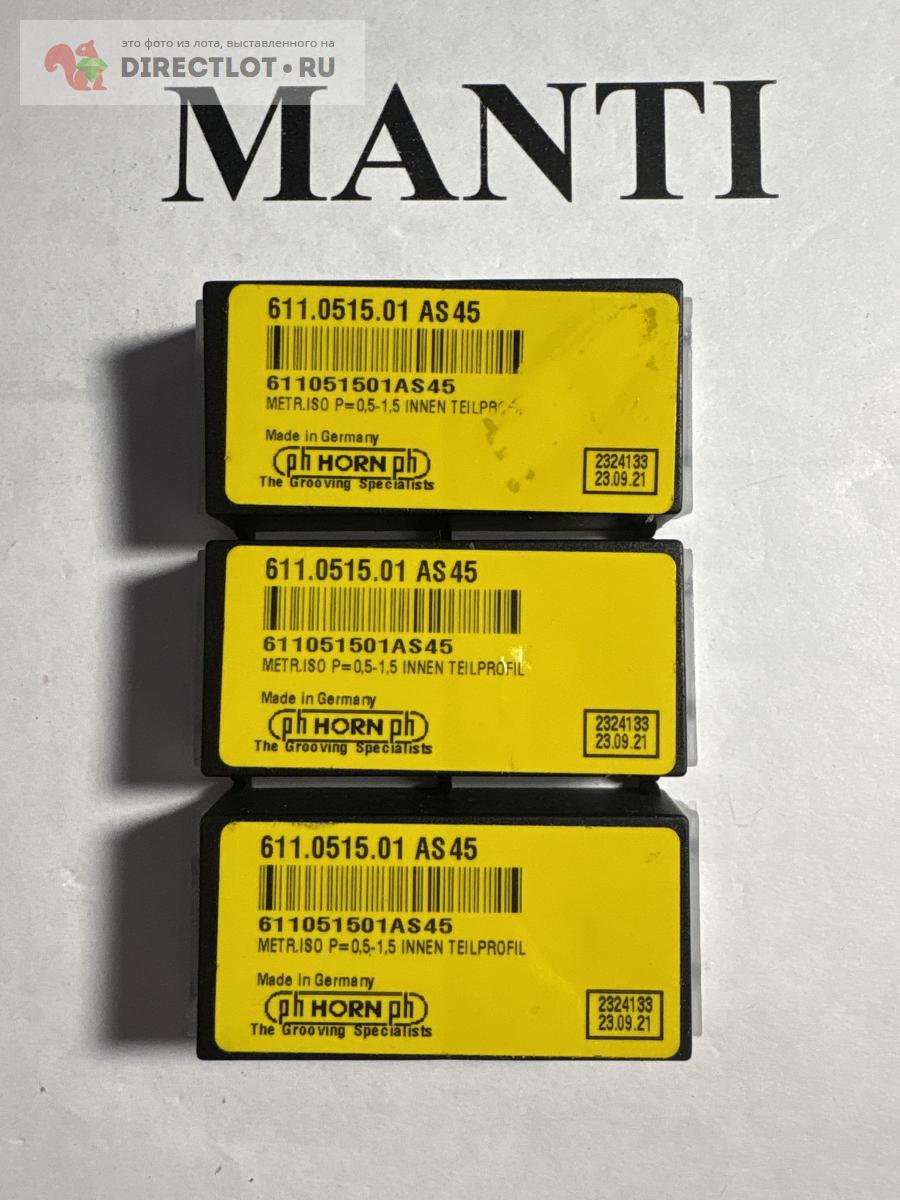 это фото из лота, выставленного на
DIRECTLOT.RU
MANTI
611.0515.01 AS45
611051501AS45
METR.ISO P=0,5-1,5 INNEN
Made in Germany
ph HORN ph
The Grooving Specialists
2324133
23.09.21
611.0515.01 AS45
611051501AS45
METR.ISO P=0,5-1,5 INNEN TEILPROFIL
Made in Germany
ph HORN ph
The Grooving Specialists
2324133
23.09.21
611.0515.01 AS45
611051501AS45
METR.ISO P=0,5-1,5 INNEN TEILPROFIL
Made in Germany
ph HORN ph
The Grooving Specialists
2324133
23.09.21